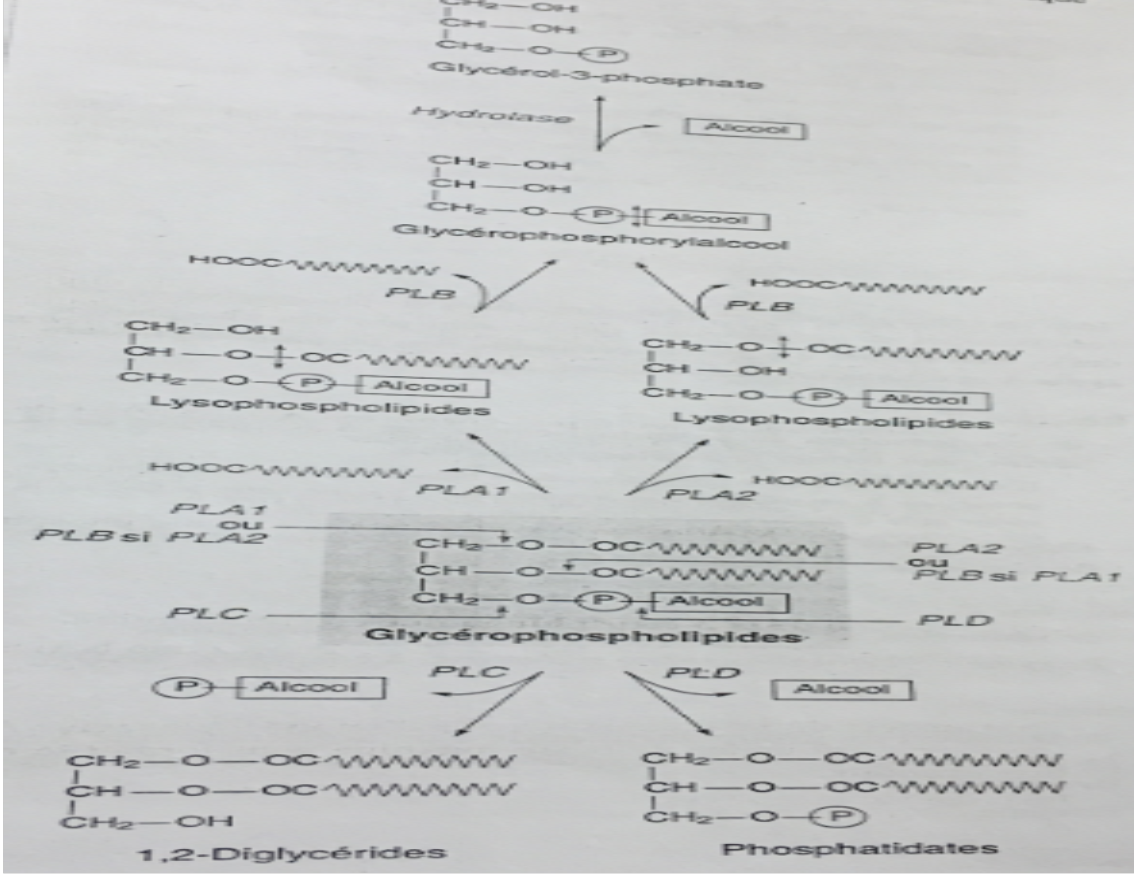 CH₂—OH
CH—OH
CH₂—O—P
Glycérol-3-phosphate
Hydrolase
Alcool
CH₂—OH
CH—OH
CH₂—O—P Alcool
Glycérophosphorylalcool
HOOC
PLB
HOOC
PLB
CH₂—OH
CH—O OC
CH₂—O—P—Alcool
Lysophospholipides
CH₂—O OC
CH—OH
CH₂—O—P—Alcool
Lysophospholipides
HOOC
PLA1
PLA2
HOOC
PLA1
ou
PLB si PLA2
CH₂—O—OC
CH—O—OC
CH₂—O—P—Alcool
PLA2
ou
PLB si PLA1
PLC
PLD
Glycérophospholipides
P—Alcool
PLC
PLD
Alcool
CH₂—O—OC
CH—O—OC
CH₂—OH
1,2-Diglycérides
CH₂—O—OC
CH—O—OC
CH₂—O—P
Phosphatidates